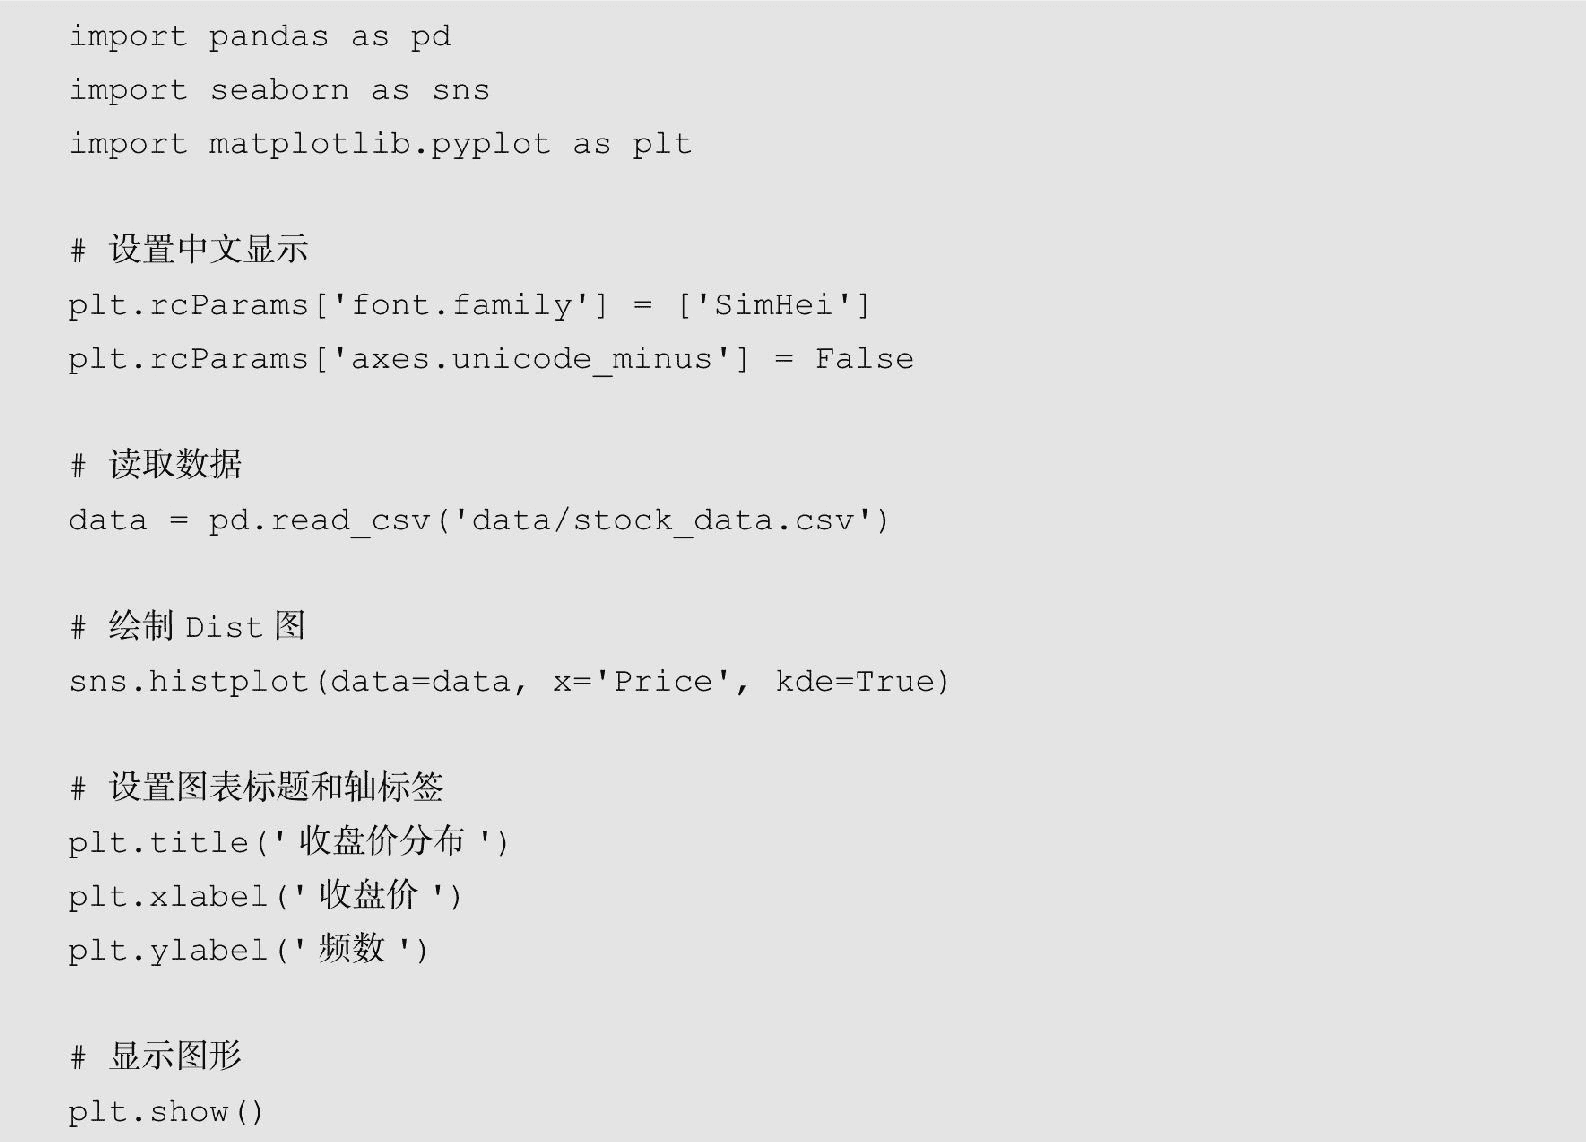 import pandas as pd
import seaborn as sns
import matplotlib.pyplot as plt
# 设置中文显示
plt.rcParams['font.family'] = ['SimHei']
plt.rcParams['axes.unicode_minus'] = False
# 读取数据
data = pd.read_csv('data/stock_data.csv')
# 绘制 Dist 图
sns.histplot(data=data, x='Price', kde=True)
# 设置图表标题和轴标签
plt.title(' 收盘价分布 ')
plt.xlabel(' 收盘价 ')
plt.ylabel(' 频数 ')
# 显示图形
plt.show()